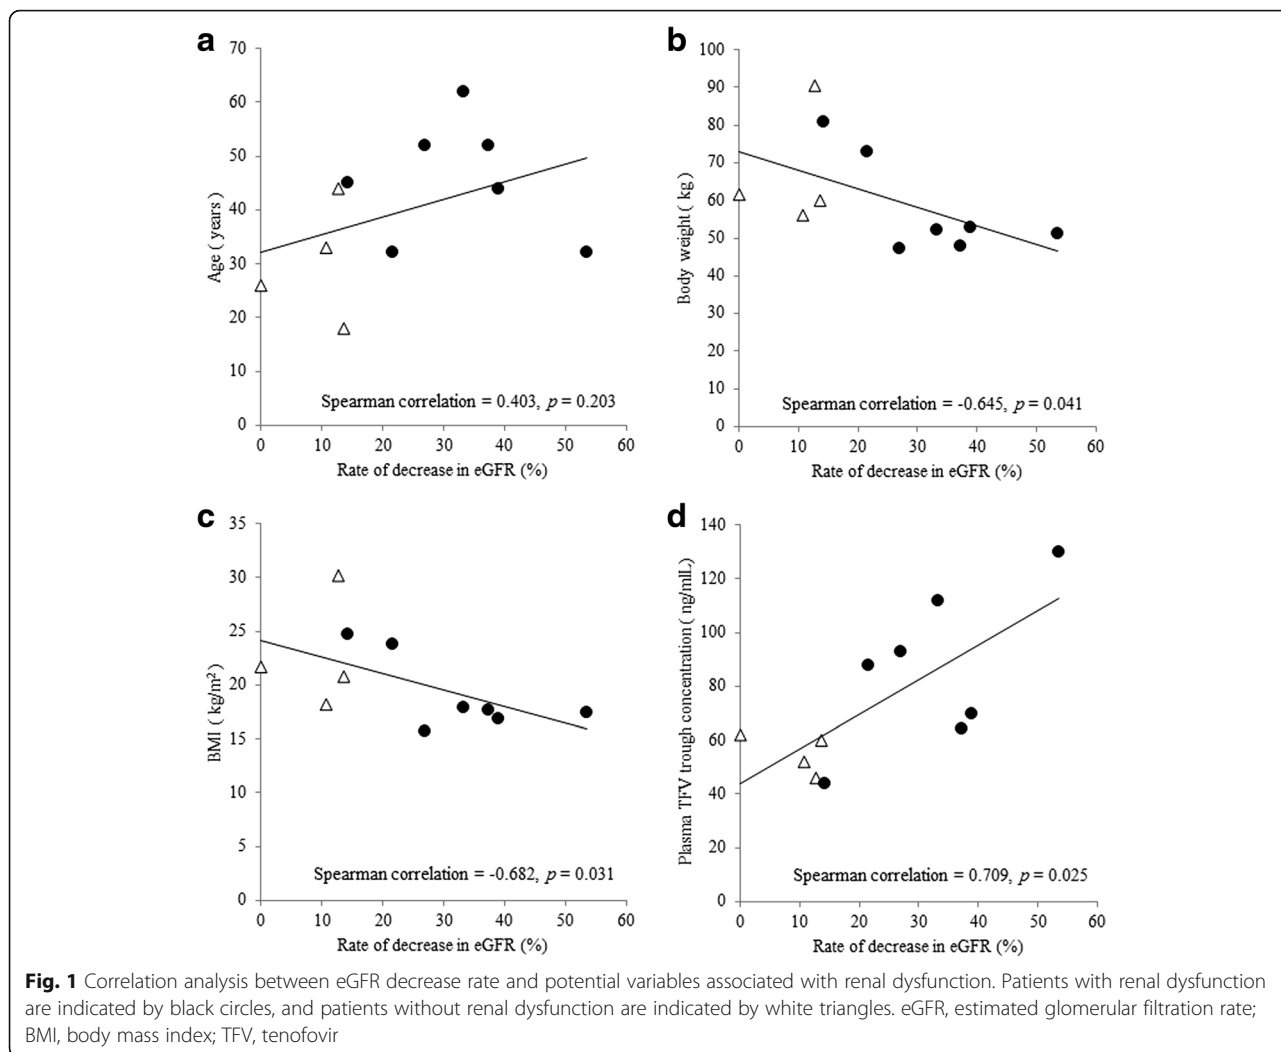 a
70
60
50
40
30
20
10
0
Age ( years )
Spearman correlation = 0.403, p = 0.203
0 10 20 30 40 50 60
Rate of decrease in eGFR (%)
b
100
90
80
70
60
50
40
30
20
10
0
Body weight ( kg )
Spearman correlation = -0.645, p = 0.041
0 10 20 30 40 50 60
Rate of decrease in eGFR (%)
c
35
30
25
20
15
10
5
0
BMI ( kg/m²)
Spearman correlation = -0.682, p = 0.031
0 10 20 30 40 50 60
Rate of decrease in eGFR (%)
d
140
120
100
80
60
40
20
0
Plasma TFV trough concentration ( ng/mlL)
Spearman correlation = 0.709, p = 0.025
0 10 20 30 40 50 60
Rate of decrease in eGFR (%)
Fig. 1 Correlation analysis between eGFR decrease rate and potential variables associated with renal dysfunction. Patients with renal dysfunction
are indicated by black circles, and patients without renal dysfunction are indicated by white triangles. eGFR, estimated glomerular filtration rate;
BMI, body mass index; TFV, tenofovir